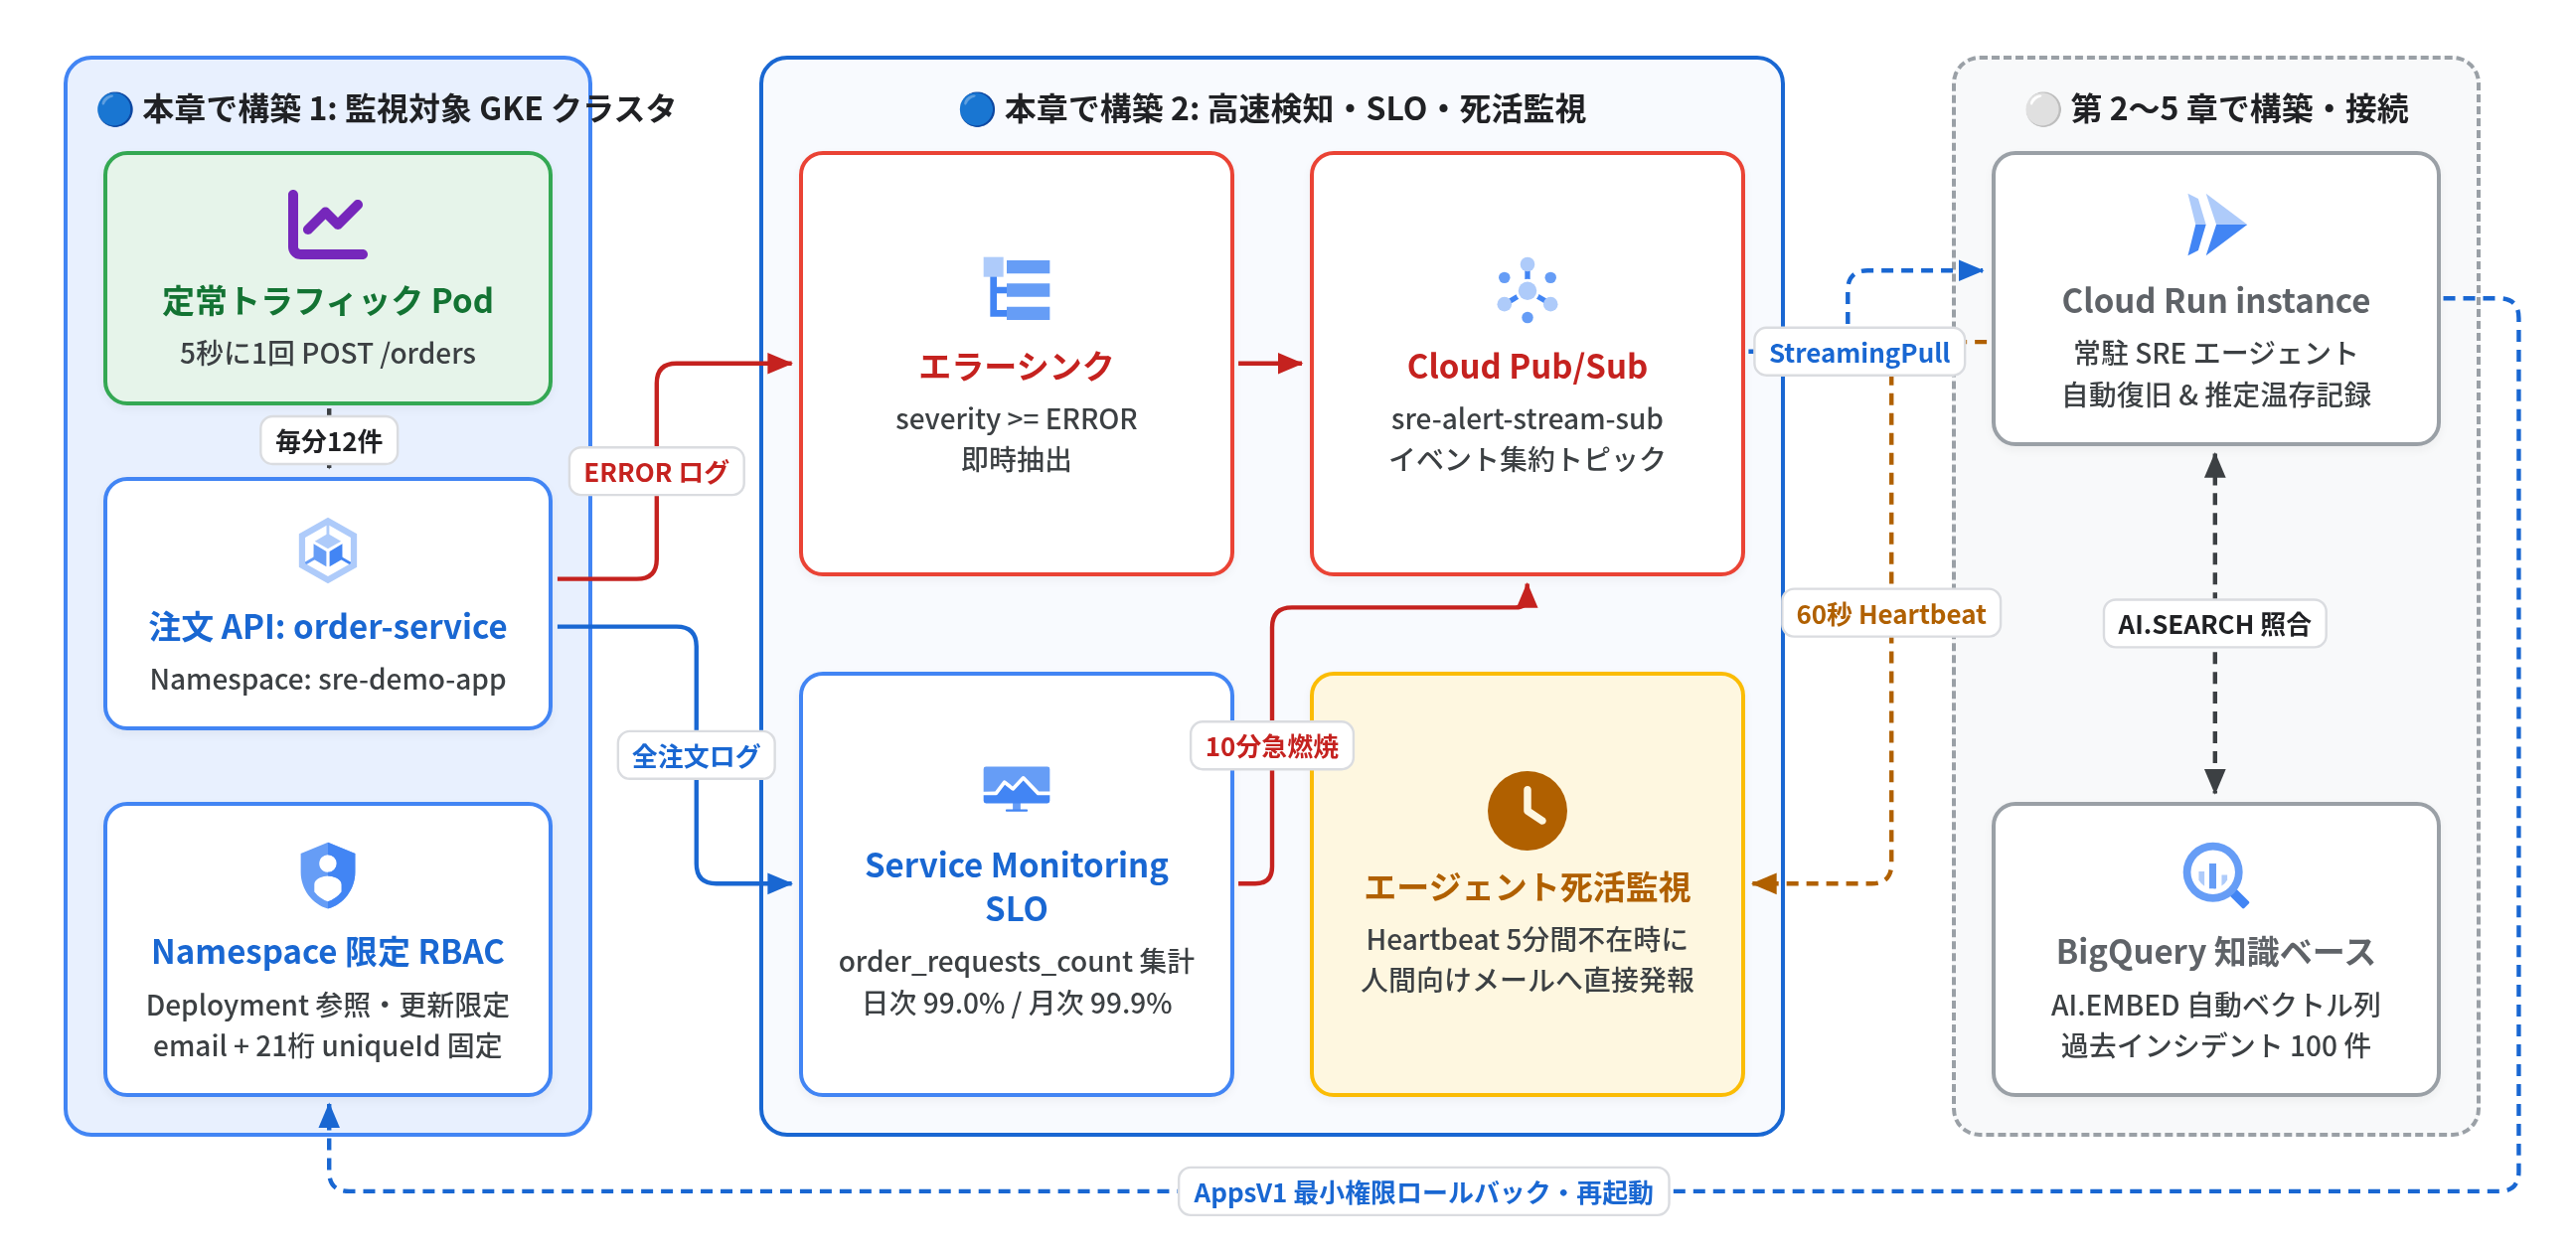 本章で構築 1: 監視対象 GKE クラスタ
定常トラフィック Pod
5秒に1回 POST /orders
毎分12件
注文 API: order-service
Namespace: sre-demo-app
Namespace 限定 RBAC
Deployment 参照・更新限定
email + 21桁 uniqueId 固定
ERROR ログ
全注文ログ
本章で構築 2: 高速検知・SLO・死活監視
エラーシンク
severity >= ERROR
即時抽出
Cloud Pub/Sub
sre-alert-stream-sub
イベント集約トピック
Service Monitoring
SLO
order_requests_count 集計
日次 99.0% / 月次 99.9%
10分急燃焼
エージェント死活監視
Heartbeat 5分間不在時に
人間向けメールへ直接発報
StreamingPull
60秒 Heartbeat
第 2〜5 章で構築・接続
Cloud Run instance
常駐 SRE エージェント
自動復旧 & 推定温存記録
AI.SEARCH 照合
BigQuery 知識ベース
AI.EMBED 自動ベクトル列
過去インシデント 100 件
AppsV1 最小権限ロールバック・再起動